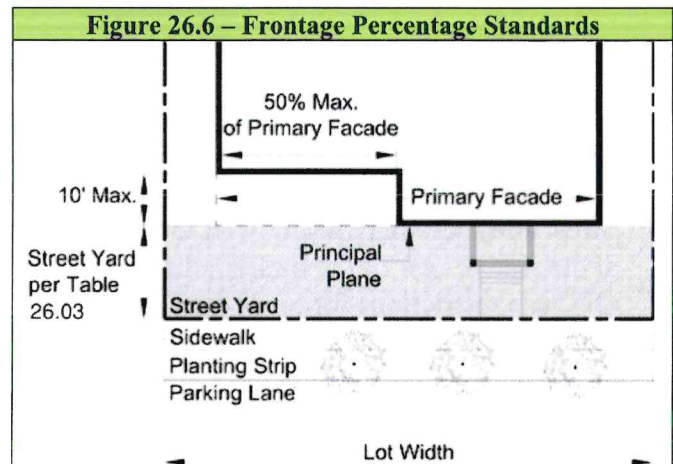 Figure 26.6 – Frontage Percentage Standards
50% Max.
of Primary Facade
10' Max.
Primary Facade
Principal
Plane
Street Yard
per Table
26.03
Street Yard
Sidewalk
Planting Strip
Parking Lane
Lot Width